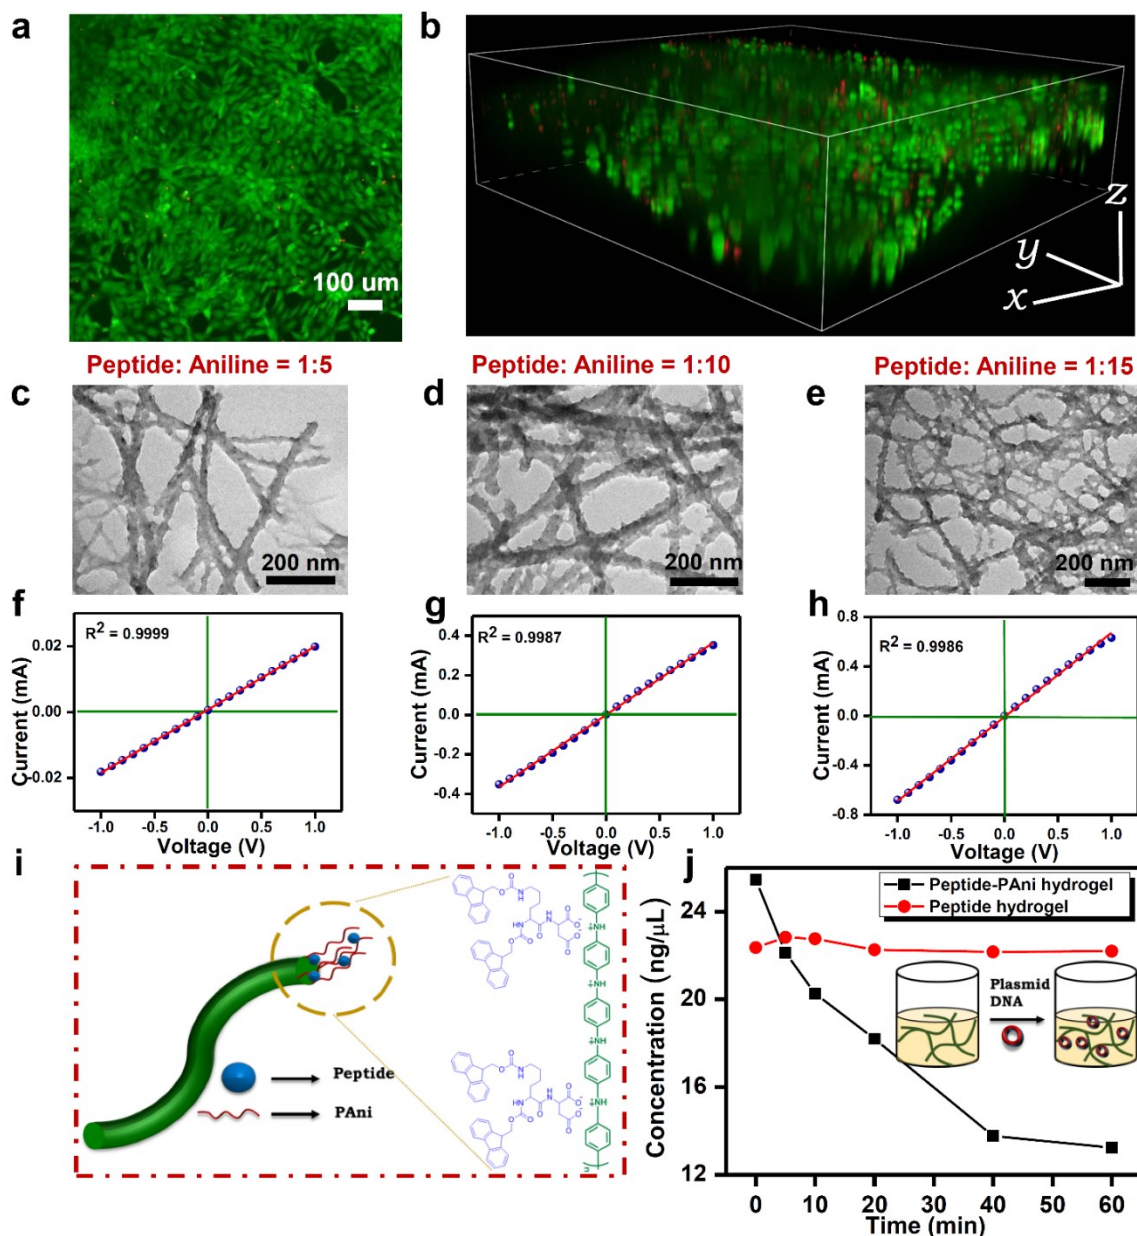 a
b
100 um
z
y
x
Peptide: Aniline = 1:5
Peptide: Aniline = 1:10
Peptide: Aniline = 1:15
c
d
e
200 nm
200 nm
200 nm
f
R2 = 0.9999
Current (mA)
0.02
0.00
-0.02
-1.0 -0.5 0.0 0.5 1.0
Voltage (V)
g
R2 = 0.9987
Current (mA)
0.4
0.2
0.0
-0.2
-0.4
-1.0 -0.5 0.0 0.5 1.0
Voltage (V)
h
R2 = 0.9986
Current (mA)
0.8
0.4
0.0
-0.4
-0.8
-1.0 -0.5 0.0 0.5 1.0
Voltage (V)
i
Peptide
PAni
j
Peptide-PAni hydrogel
Peptide hydrogel
Plasmid
DNA
Concentration (ng/μL)
24
20
16
12
0 10 20 30 40 50 60
Time (min)